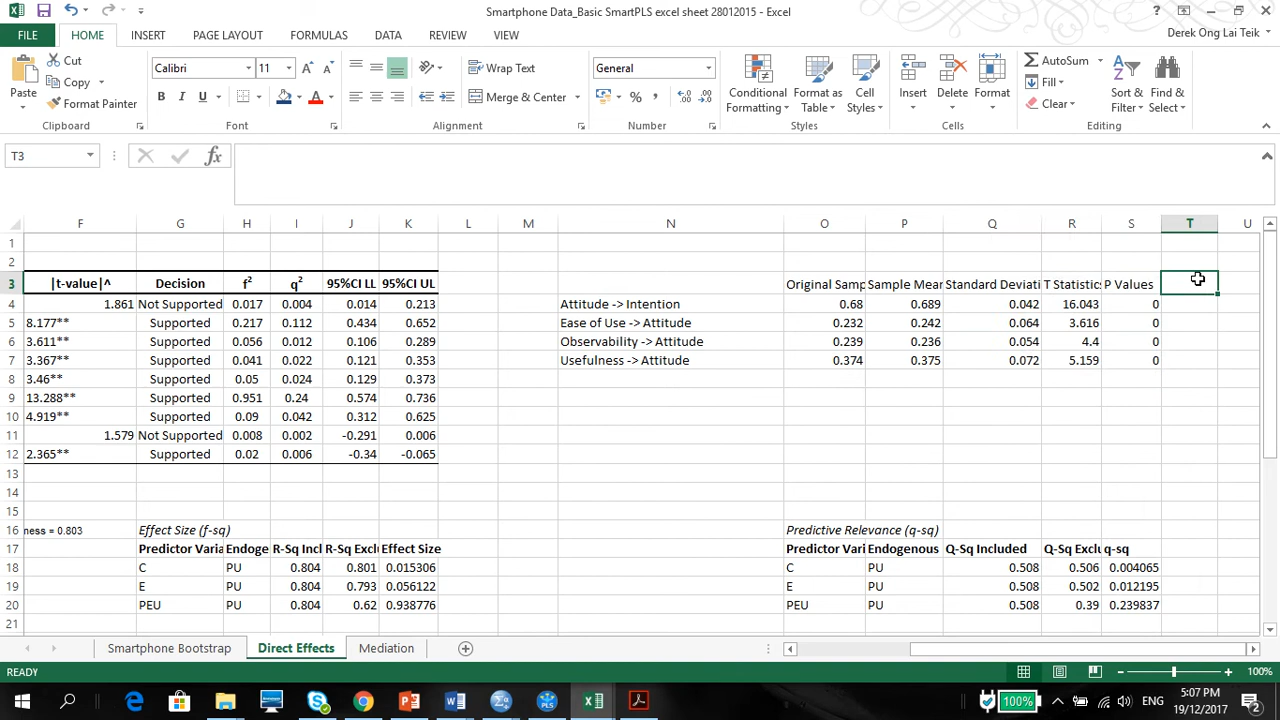 Smartphone Data_Basic SmartPLS excel sheet 28012015 - Excel
FILE HOME INSERT PAGE LAYOUT FORMULAS DATA REVIEW VIEW Derek Ong Lai Teik
Paste Cut Copy Format Painter
Calibri 11 Wrap Text General
B I U A Merge & Center % ,
Conditional Formatting Format as Table Cell Styles Insert Delete Format
AutoSum Fill Clear Sort & Filter Find & Select
Clipboard Font Alignment Number Styles Cells Editing
T3 fx
F G H I J K L M N O P Q R S T U
1
2
3 |t-value|^ Decision f² q² 95%CI LL 95%CI UL Original Samp Sample Mear Standard Deviati T Statistics P Values
4 1.861 Not Supported 0.017 0.004 0.014 0.213 Attitude -> Intention 0.68 0.689 0.042 16.043 0
5 8.177** Supported 0.217 0.112 0.434 0.652 Ease of Use -> Attitude 0.232 0.242 0.064 3.616 0
6 3.611** Supported 0.056 0.012 0.106 0.289 Observability -> Attitude 0.239 0.236 0.054 4.4 0
7 3.367** Supported 0.041 0.022 0.121 0.353 Usefulness -> Attitude 0.374 0.375 0.072 5.159 0
8 3.46** Supported 0.05 0.024 0.129 0.373
9 13.288** Supported 0.951 0.24 0.574 0.736
10 4.919** Supported 0.09 0.042 0.312 0.625
11 1.579 Not Supported 0.008 0.002 -0.291 0.006
12 2.365** Supported 0.02 0.006 -0.34 -0.065
13
14
15
16 ness = 0.803 Effect Size (f-sq) Predictive Relevance (q-sq)
17 Predictor Varia Endoge R-Sq Incl R-Sq Exclu Effect Size Predictor Vari Endogenous Q-Sq Included Q-Sq Exclu q-sq
18 C PU 0.804 0.801 0.015306 C PU 0.508 0.506 0.004065
19 E PU 0.804 0.793 0.056122 E PU 0.508 0.502 0.012195
20 PEU PU 0.804 0.62 0.938776 PEU PU 0.508 0.39 0.239837
21
Smartphone Bootstrap Direct Effects Mediation
READY 100%
100% ENG 5:07 PM
19/12/2017 2